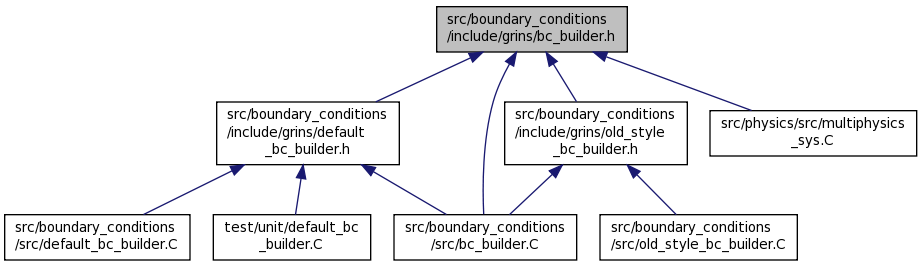 src/boundary_conditions
/include/grins/bc_builder.h
src/boundary_conditions
/include/grins/default
_bc_builder.h
src/boundary_conditions
/include/grins/old_style
_bc_builder.h
src/physics/src/multiphysics
_sys.C
src/boundary_conditions
/src/default_bc_builder.C
test/unit/default_bc
_builder.C
src/boundary_conditions
/src/bc_builder.C
src/boundary_conditions
/src/old_style_bc_builder.C